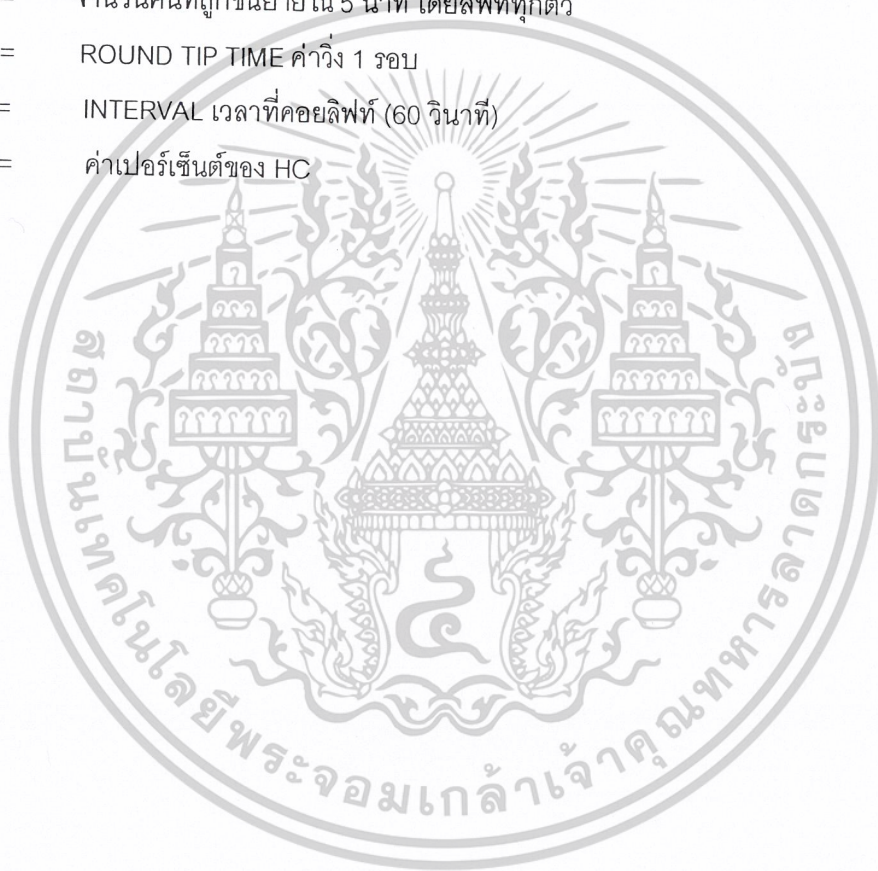 = จำนวนคนที่ถูกขนย้ายใน 5 นาที โดยลิฟท์ทุกตัว
= ROUND TIP TIME ค่าวิ่ง 1 รอบ
= INTERVAL เวลาที่คอยลิฟท์ (60 วินาที)
= ค่าเปอร์เซ็นต์ของ HC
สถาบันเทคโนโลยีพระจอมเกล้าเจ้าคุณทหารลาดกระบัง
๔